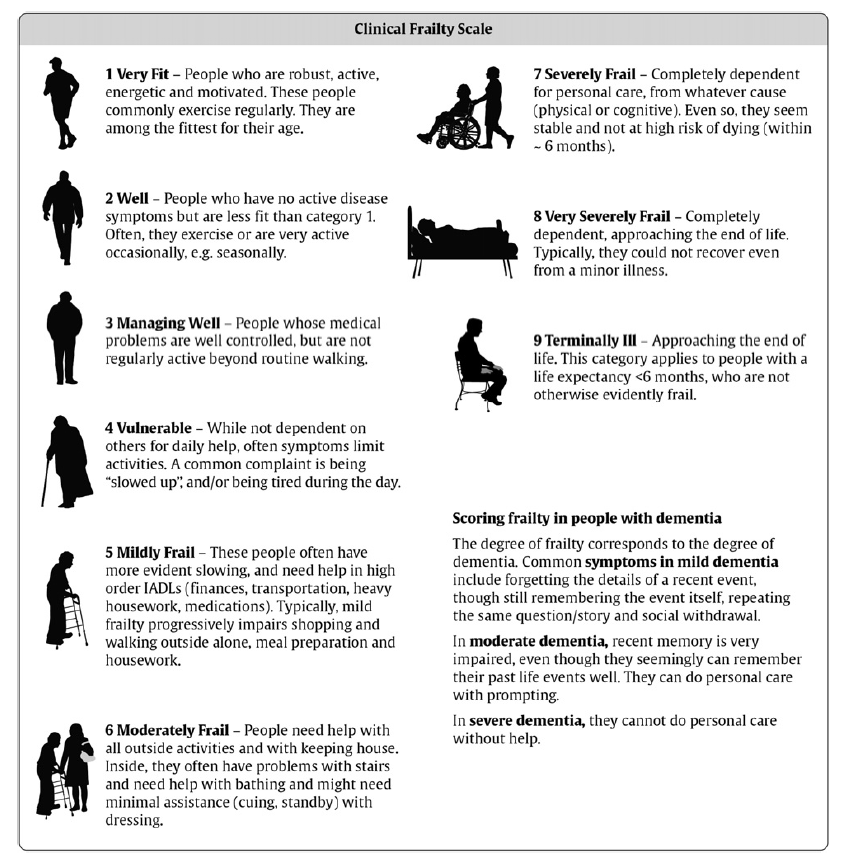 Clinical Frailty Scale
1 Very Fit – People who are robust, active,
energetic and motivated. These people
commonly exercise regularly. They are
among the fittest for their age.
2 Well – People who have no active disease
symptoms but are less fit than category 1.
Often, they exercise or are very active
occasionally, e.g. seasonally.
3 Managing Well – People whose medical
problems are well controlled, but are not
regularly active beyond routine walking.
4 Vulnerable – While not dependent on
others for daily help, often symptoms limit
activities. A common complaint is being
“slowed up”, and/or being tired during the day.
5 Mildly Frail – These people often have
more evident slowing, and need help in high
order IADLs (finances, transportation, heavy
housework, medications). Typically, mild
frailty progressively impairs shopping and
walking outside alone, meal preparation and
housework.
6 Moderately Frail – People need help with
all outside activities and with keeping house.
Inside, they often have problems with stairs
and need help with bathing and might need
minimal assistance (cuing, standby) with
dressing.
7 Severely Frail – Completely dependent
for personal care, from whatever cause
(physical or cognitive). Even so, they seem
stable and not at high risk of dying (within
~ 6 months).
8 Very Severely Frail – Completely
dependent, approaching the end of life.
Typically, they could not recover even
from a minor illness.
9 Terminally Ill – Approaching the end of
life. This category applies to people with a
life expectancy <6 months, who are not
otherwise evidently frail.
Scoring frailty in people with dementia
The degree of frailty corresponds to the degree of
dementia. Common symptoms in mild dementia
include forgetting the details of a recent event,
though still remembering the event itself, repeating
the same question/story and social withdrawal.
In moderate dementia, recent memory is very
impaired, even though they seemingly can remember
their past life events well. They can do personal care
with prompting.
In severe dementia, they cannot do personal care
without help.